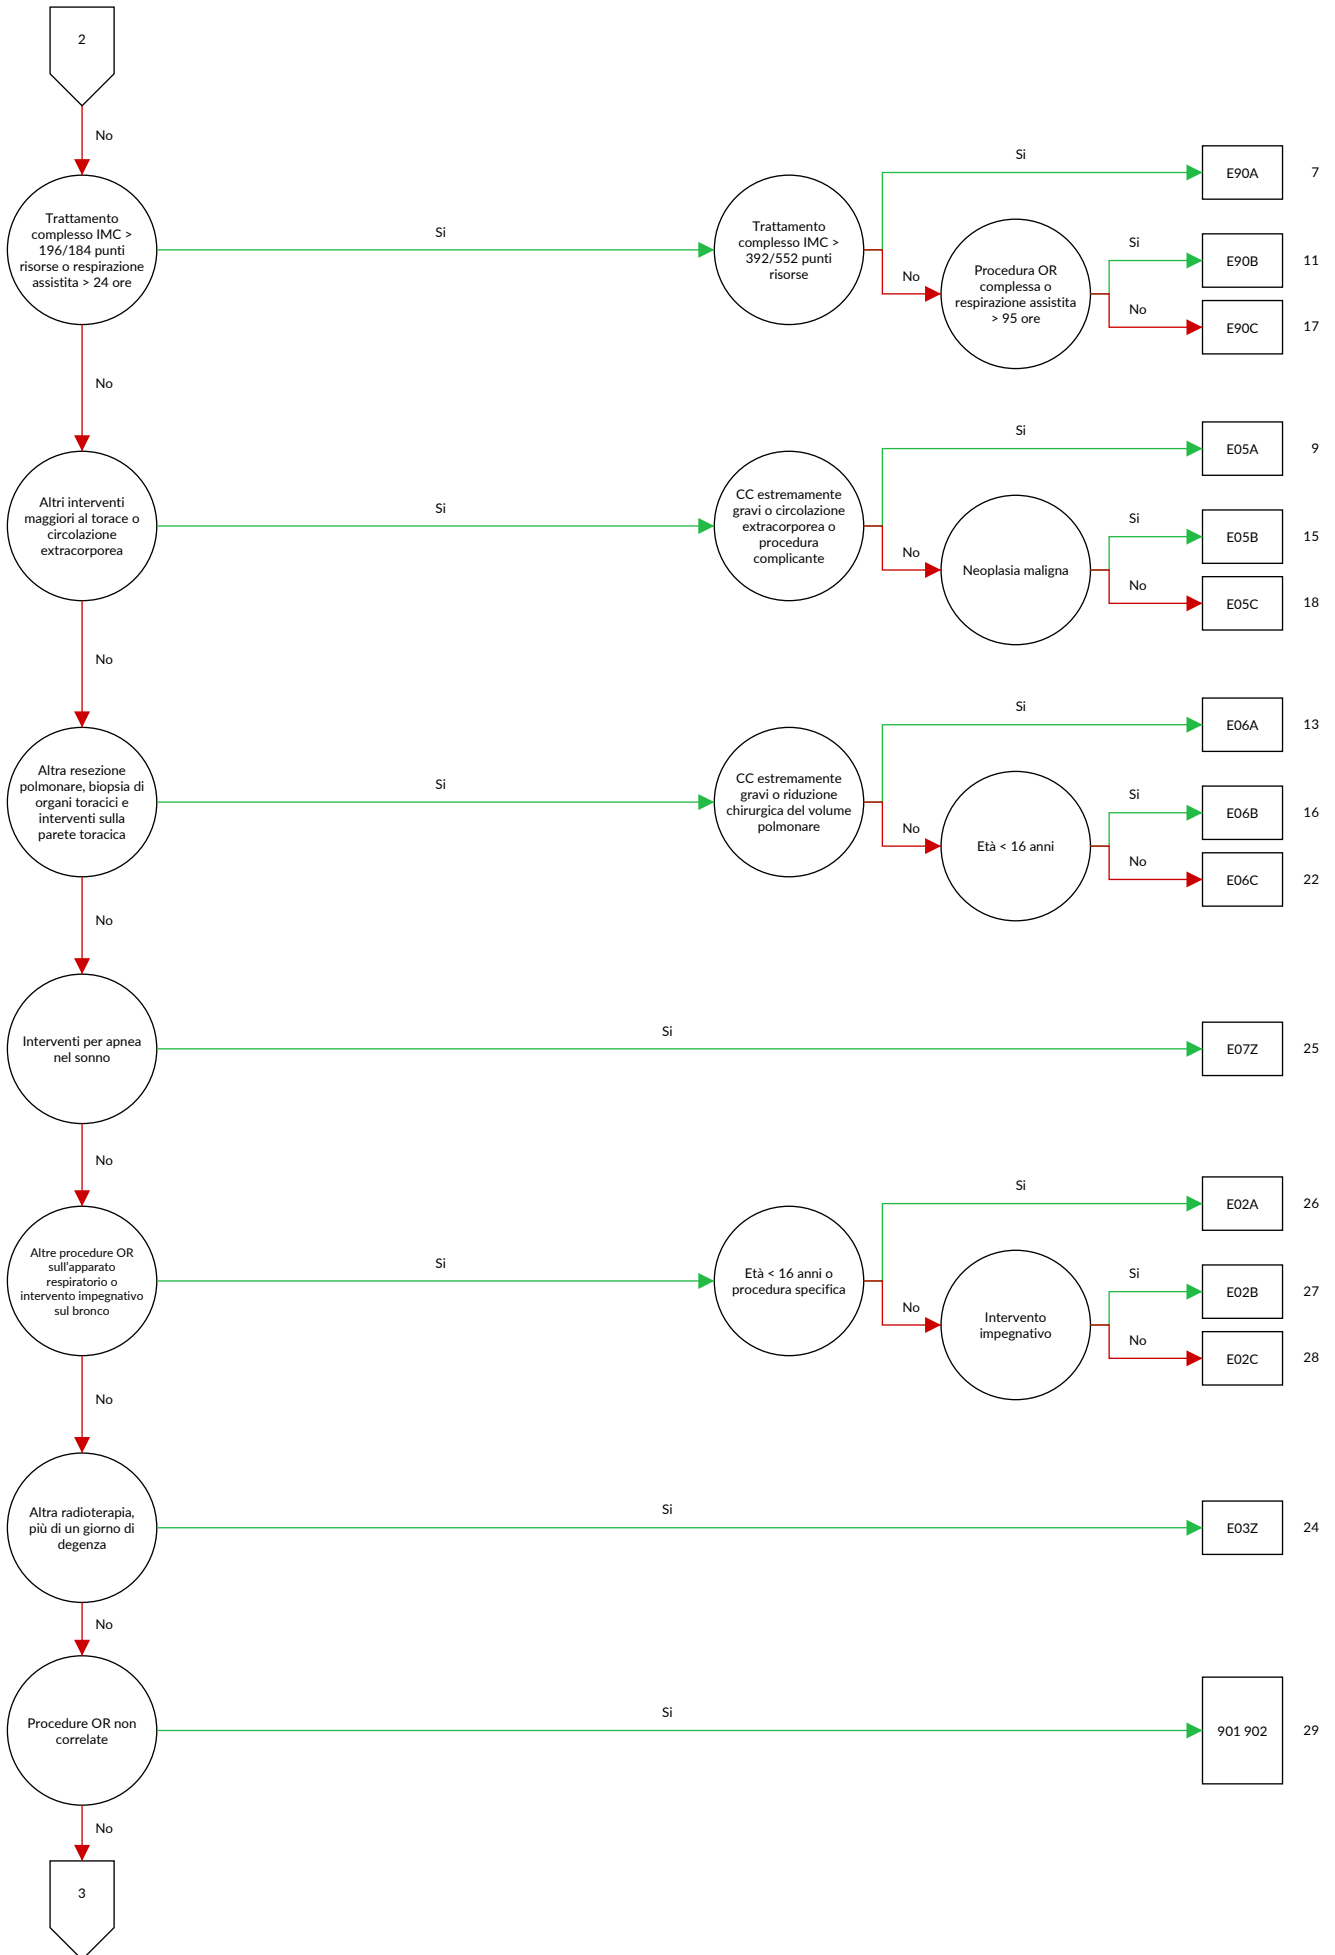 2
No
Trattamento
complesso IMC >
196/184 punti
risorse o respirazione
assistita > 24 ore
Si
Trattamento
complesso IMC >
392/552 punti
risorse
Si
E90A
7
No
Procedura OR
complessa o
respirazione assistita
> 95 ore
Si
E90B
11
No
E90C
17
No
Altri interventi
maggiori al torace o
circolazione
extracorporea
Si
CC estremamente
gravi o circolazione
extracorporea o
procedura
complicante
Si
E05A
9
No
Neoplasia maligna
Si
E05B
15
No
E05C
18
No
Altra resezione
polmonare, biopsia di
organi toracici e
interventi sulla
parete toracica
Si
CC estremamente
gravi o riduzione
chirurgica del volume
polmonare
Si
E06A
13
No
Età < 16 anni
Si
E06B
16
No
E06C
22
No
Interventi per apnea
nel sonno
Si
E07Z
25
No
Altre procedure OR
sull'apparato
respiratorio o
intervento impegnativo
sul bronco
Si
Età < 16 anni o
procedura specifica
Si
E02A
26
No
Intervento
impegnativo
Si
E02B
27
No
E02C
28
No
Altra radioterapia,
più di un giorno di
degenza
Si
E03Z
24
No
Procedure OR non
correlate
Si
901 902
29
No
3